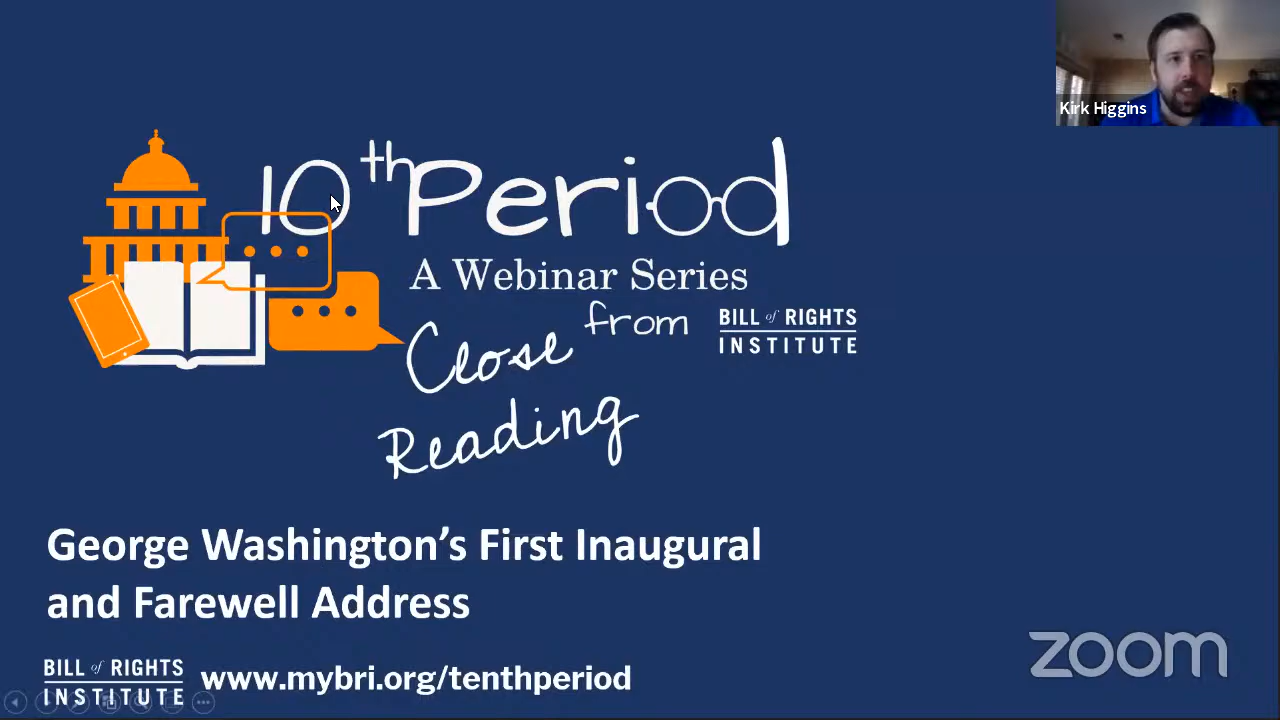 Kirk Higgins
10th Period
A Webinar Series
from BILL of RIGHTS
INSTITUTE
Close
Reading
George Washington's First Inaugural
and Farewell Address
BILL of RIGHTS
INSTITUTE
www.mybri.org/tenthperiod
zoom